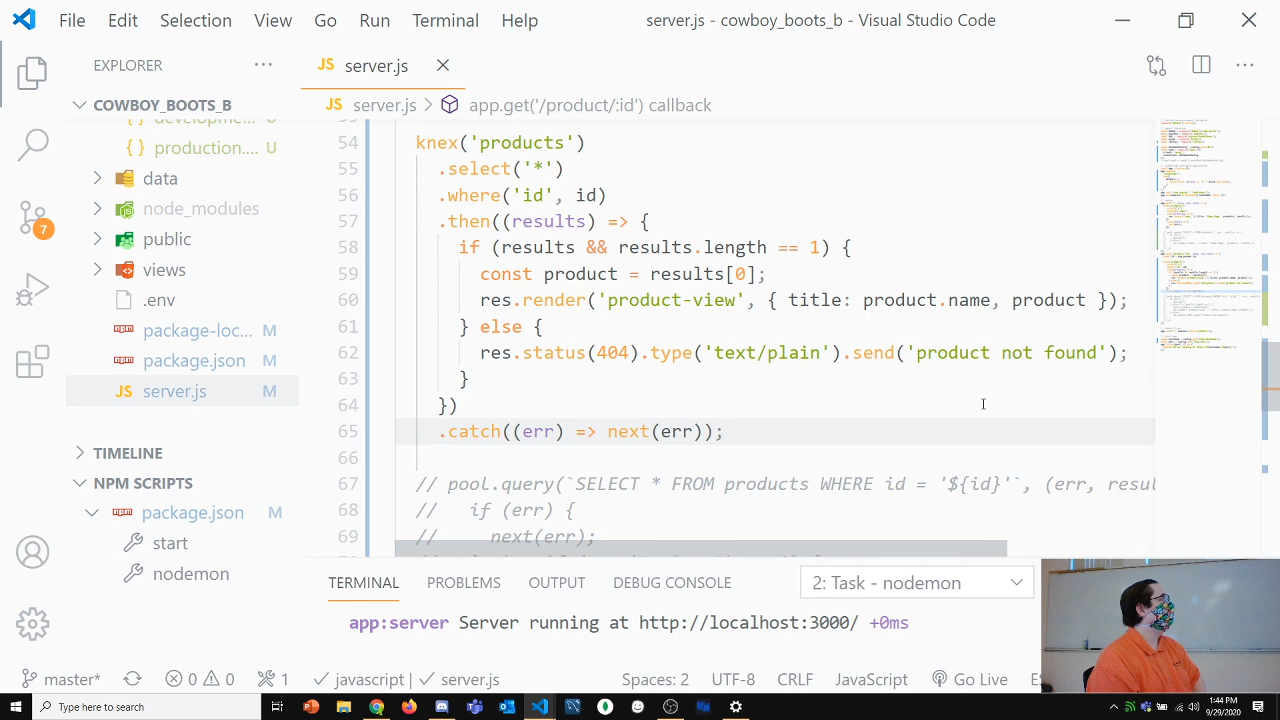 File Edit Selection View Go Run Terminal Help server.js - cowboy_boots_b - Visual Studio Code
EXPLORER ··· JS server.js
COWBOY_BOOTS_B JS server.js > app.get('/product/:id') callback
{ } developme... U
{ } production.... U
data
node_modules
public
views
.env
package-loc... M
package.json M
JS server.js M
TIMELINE
NPM SCRIPTS
package.json M
start
nodemon
7
54 knex('products')
55 ('*')
56 'id', id)
57 ((results) =>
58 && results.length == 1) {
59 const product = results[0];
60 res.render('product-view', { title: product.name, product });
61 else {
62 .status(404).type('text/plain').send('product not found');
63 }
64 })
65 .catch((err) => next(err));
66
67 // pool.query(`SELECT * FROM products WHERE id = '${id}'`, (err, resul
68 // if (err) {
69 // next(err);
TERMINAL PROBLEMS OUTPUT DEBUG CONSOLE 2: Task - nodemon
app:server Server running at http://localhost:3000/ +0ms
master* 0 0 1 javascript | server.js Spaces: 2 UTF-8 CRLF JavaScript Go Live
Type here to search
1:44 PM
9/29/2020